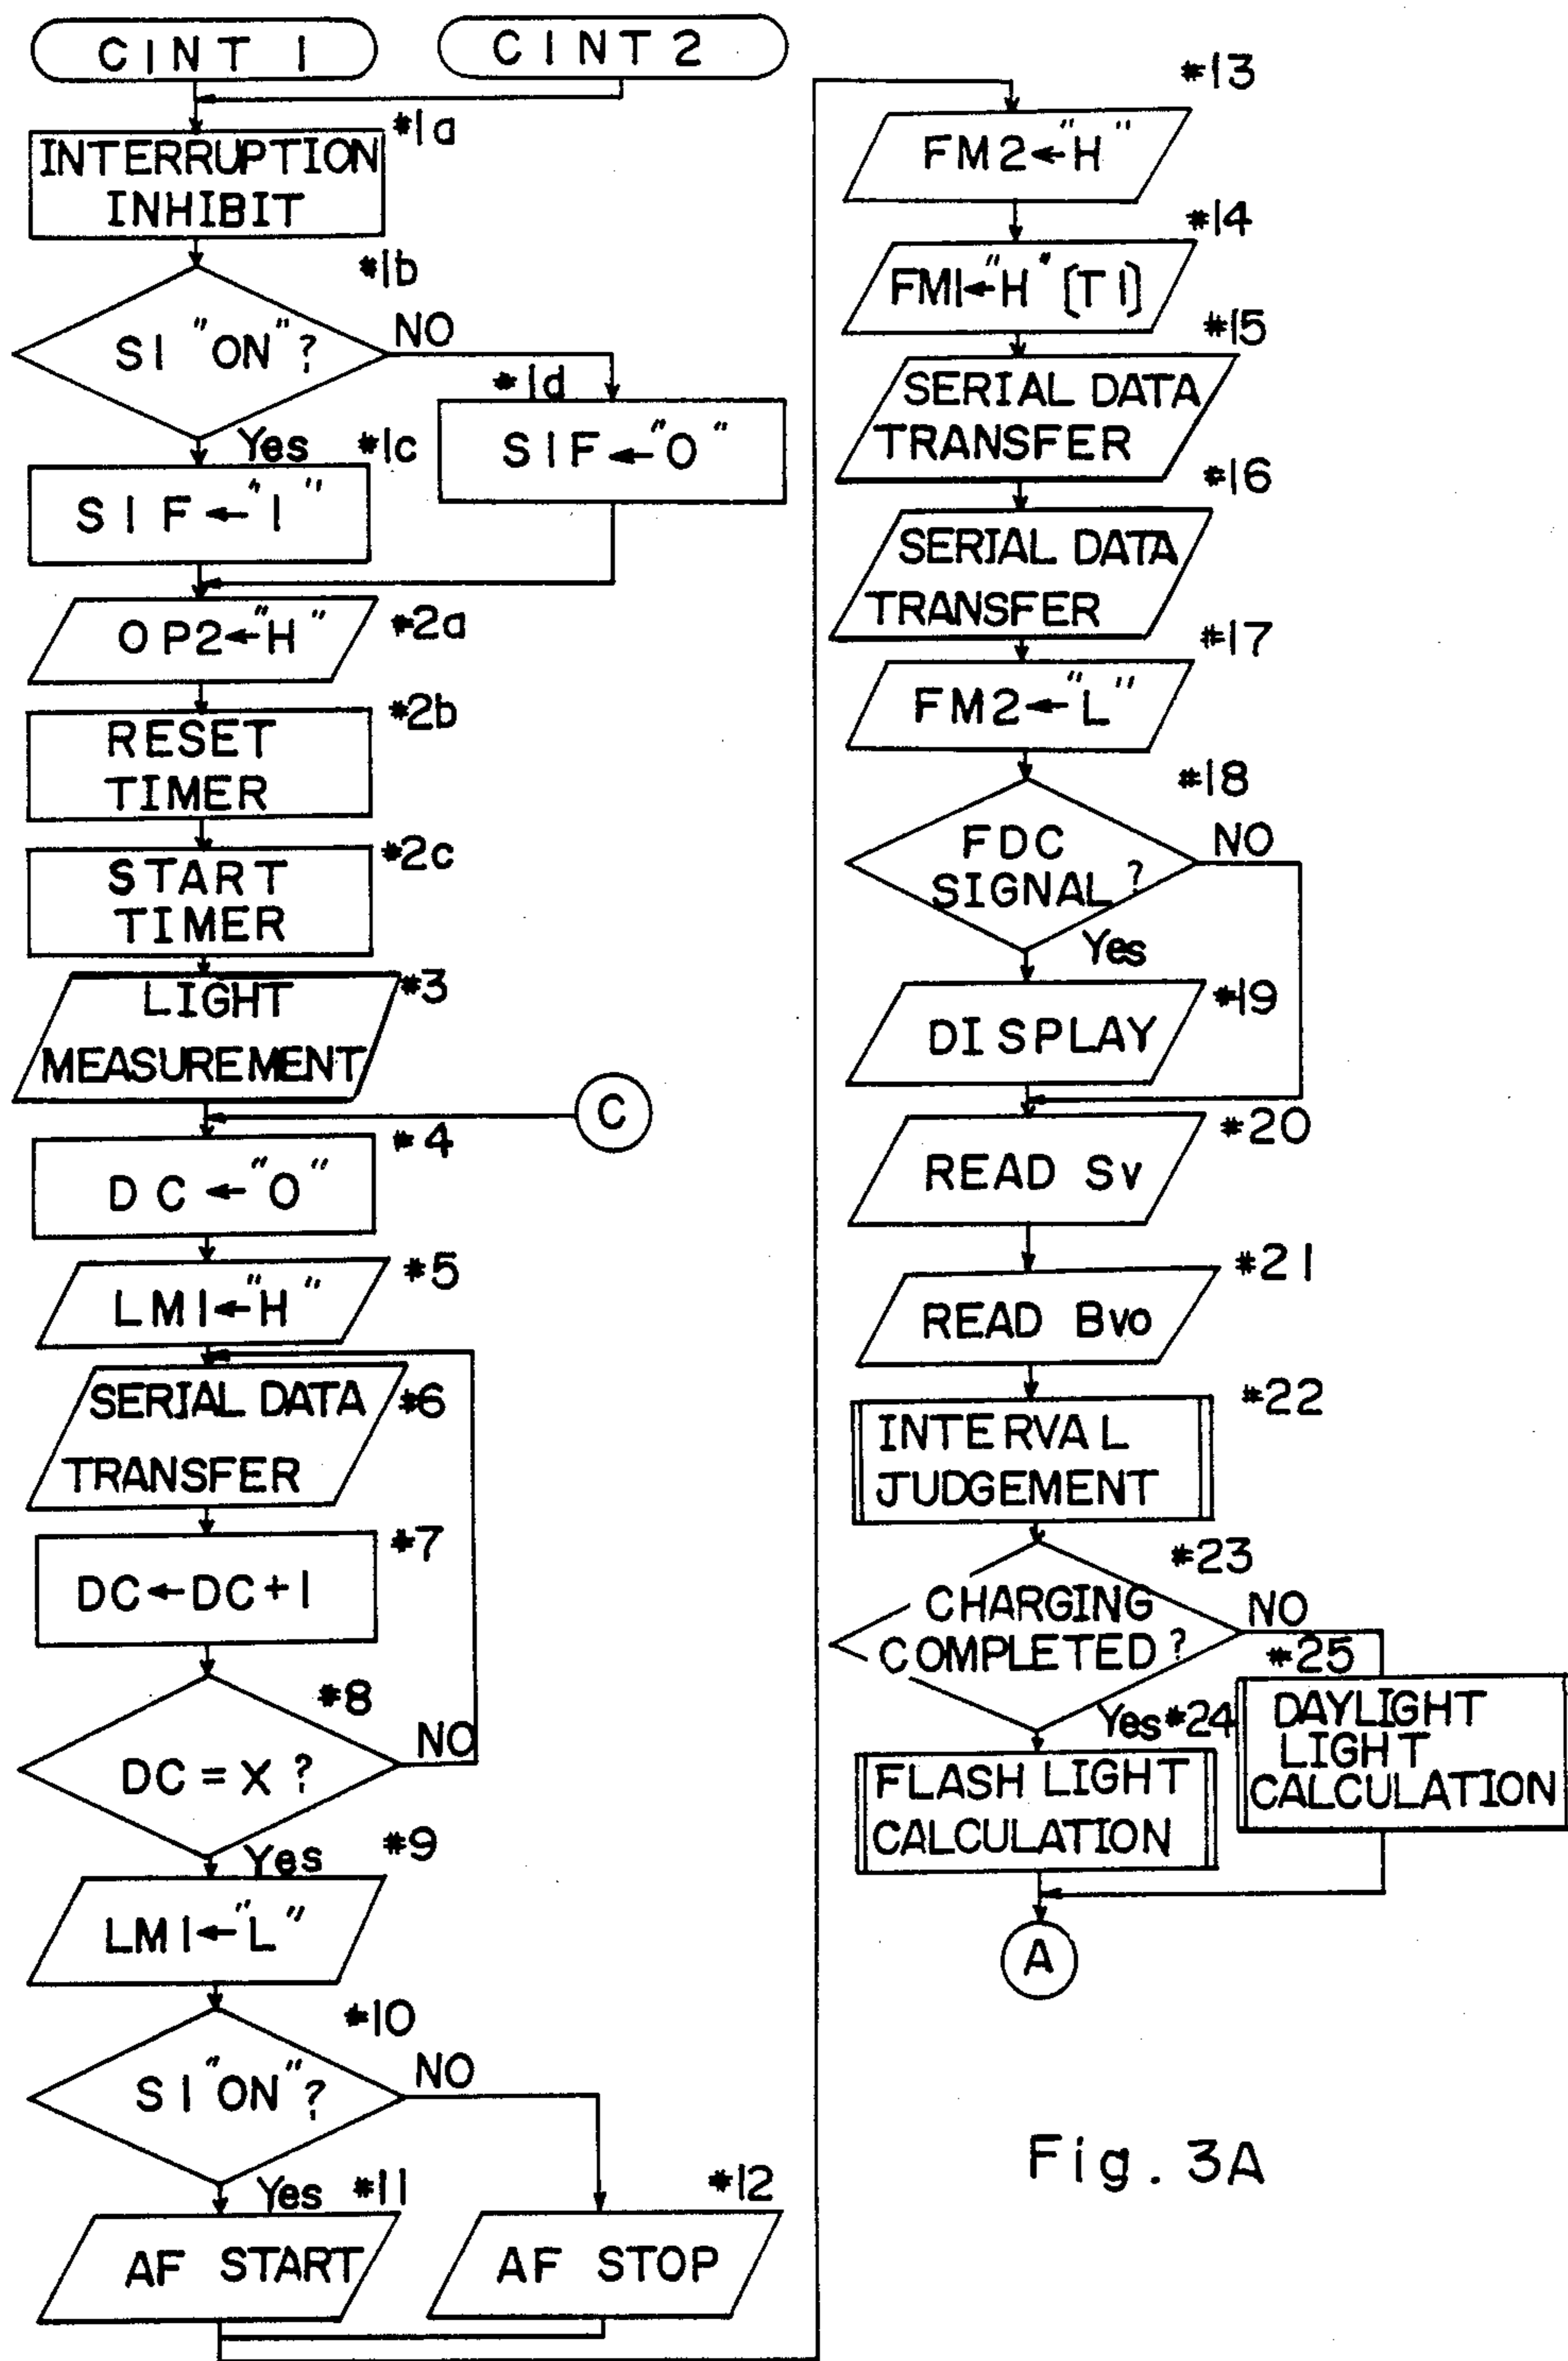 CINT 1
CINT 2
*1a
INTERRUPTION
INHIBIT
*1b
S1 "ON"?
NO
Yes
*1c
S1F←"1"
*1d
S1F←"0"
OP2←"H"
*2a
*2b
RESET
TIMER
*2c
START
TIMER
*3
LIGHT
MEASUREMENT
C
*4
DC←"0"
*5
LM1←"H"
SERIAL DATA
TRANSFER
*6
*7
DC←DC+1
*8
DC=X?
NO
Yes
*9
LM1←"L"
*10
S1"ON"?
NO
Yes
*11
AF START
*12
AF STOP
*13
FM2←"H"
*14
FM1←"H"(T1)
*15
SERIAL DATA
TRANSFER
*16
SERIAL DATA
TRANSFER
*17
FM2←"L"
*18
FDC
SIGNAL?
NO
Yes
*19
DISPLAY
*20
READ Sv
*21
READ Bvo
*22
INTERVAL
JUDGEMENT
*23
CHARGING
COMPLETED?
NO
Yes
*24
FLASH LIGHT
CALCULATION
*25
DAYLIGHT
LIGHT
CALCULATION
A
Fig. 3A